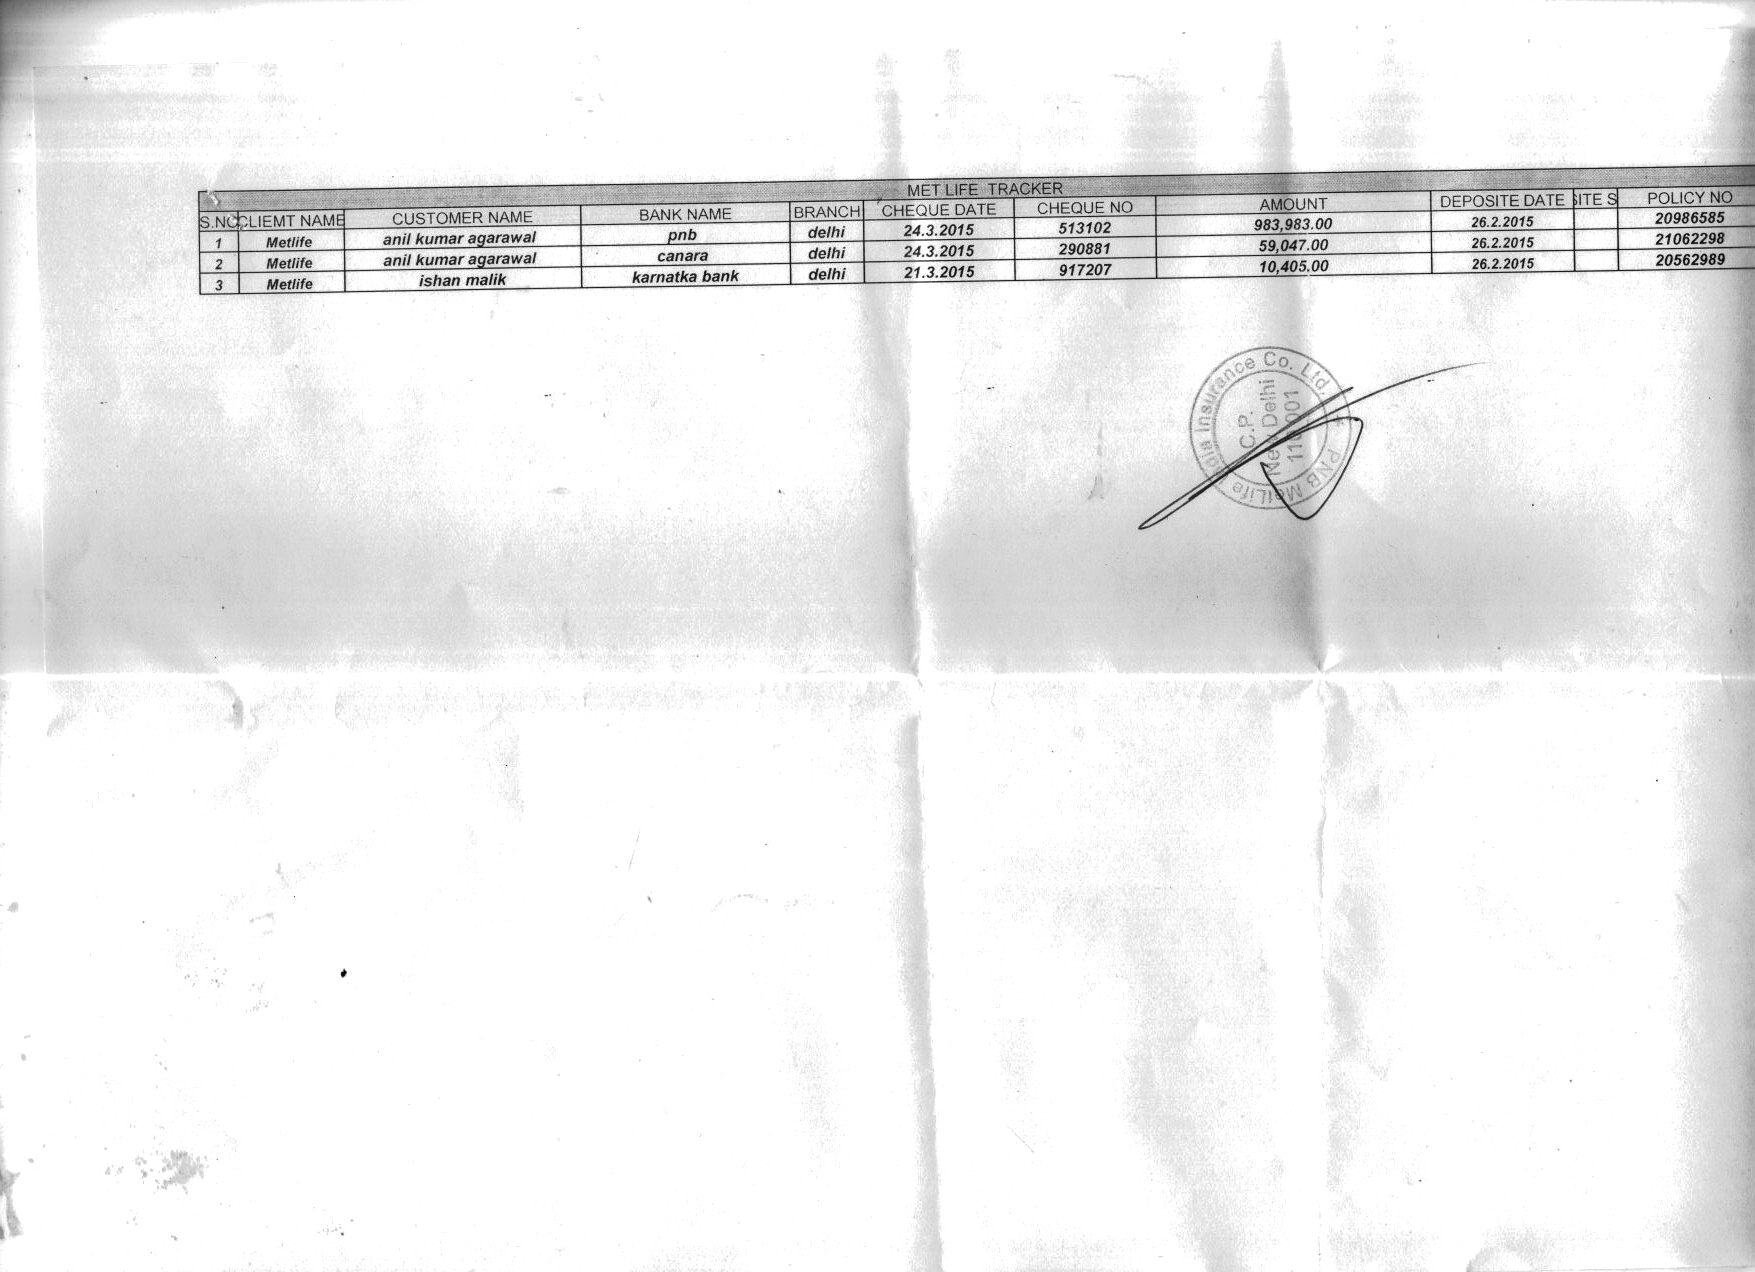 MET LIFE TRACKER
S.NO CLIEMT NAME CUSTOMER NAME BANK NAME BRANCH CHEQUE DATE CHEQUE NO AMOUNT DEPOSITE DATE SITE S POLICY NO
1 Metlife anil kumar agarawal pnb delhi 24.3.2015 513102 983,983.00 26.2.2015 20986585
2 Metlife anil kumar agarawal canara delhi 24.3.2015 290881 59,047.00 26.2.2015 21062298
3 Metlife ishan malik karnatka bank delhi 21.3.2015 917207 10,405.00 26.2.2015 20562989
PNB MetLife India Insurance Co. Ltd.
C.P.
New Delhi
110001